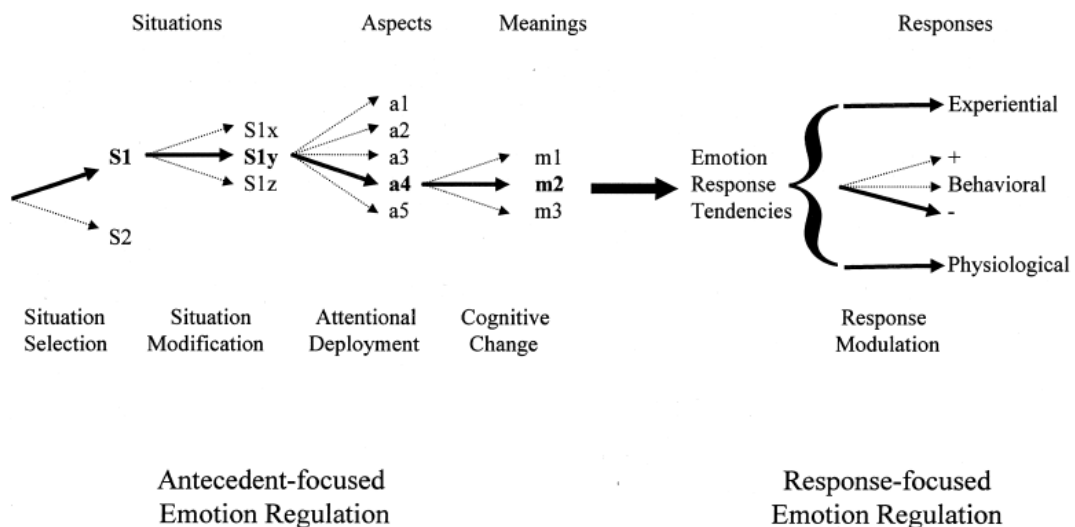 Situations
Aspects
Meanings
Responses
a1
Experiential
S1x
a2
+
S1
S1y
a3
m1
Emotion
Behavioral
a4
m2
Response
S1z
a5
m3
Tendencies
-
S2
Physiological
Situation
Selection
Situation
Modification
Attentional
Deployment
Cognitive
Change
Response
Modulation
Antecedent-focused
Emotion Regulation
Response-focused
Emotion Regulation